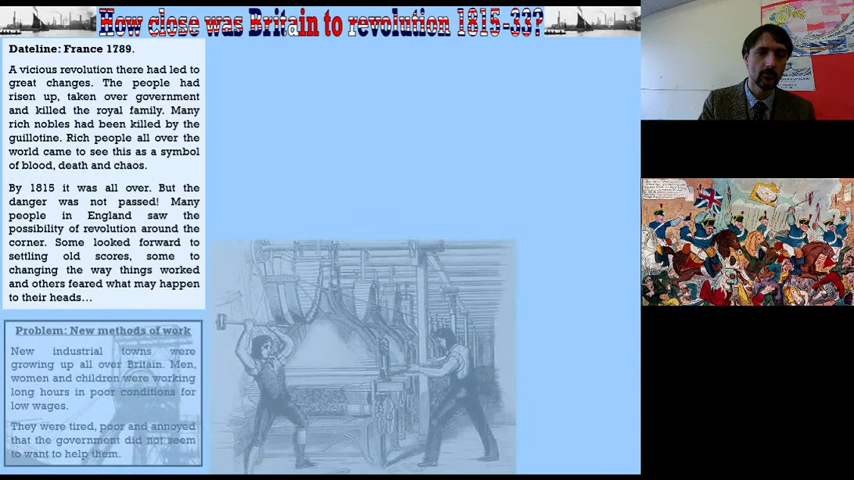 How close was Britain to revolution 1815-33?
Dateline: France 1789.
A vicious revolution there had led to
great changes. The people had
risen up, taken over government
and killed the royal family. Many
rich nobles had been killed by the
guillotine. Rich people all over the
world came to see this as a symbol
of blood, death and chaos.
By 1815 it was all over. But the
danger was not passed! Many
people in England saw the
possibility of revolution around the
corner. Some looked forward to
settling old scores, some to
changing the way things worked
and others feared what may happen
to their heads...
Problem: New methods of work
New industrial towns were
growing up all over Britain. Men,
women and children were working
long hours in poor conditions for
low wages.
They were tired, poor and annoyed
that the government did not seem
to want to help them.